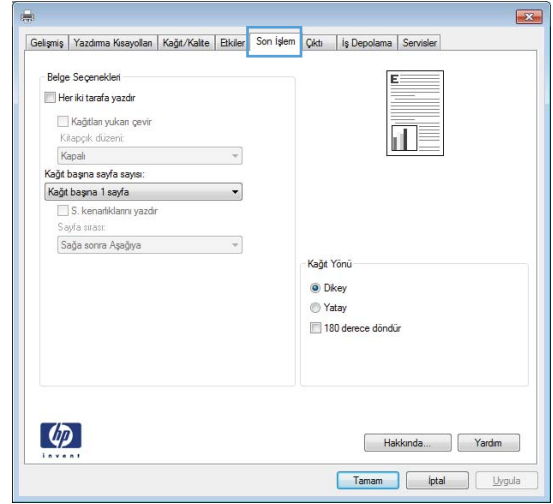 Gelişmiş Yazdırma Kısayolları Kağıt/Kalite Etkiler Son İşlem Çıktı İş Depolama Servisler
Belge Seçenekleri
Her iki tarafa yazdır
Kağıtları yukarı çevir
Kitapçık düzeni:
Kapalı
Kağıt başına sayfa sayısı:
Kağıt başına 1 sayfa
S. kenarlıklarını yazdır
Sayfa sırası:
Sağa sonra Aşağıya
E
Kağıt Yönü
Dikey
Yatay
180 derece döndür
hp
invent
Hakkında... Yardım
Tamam İptal Uygula